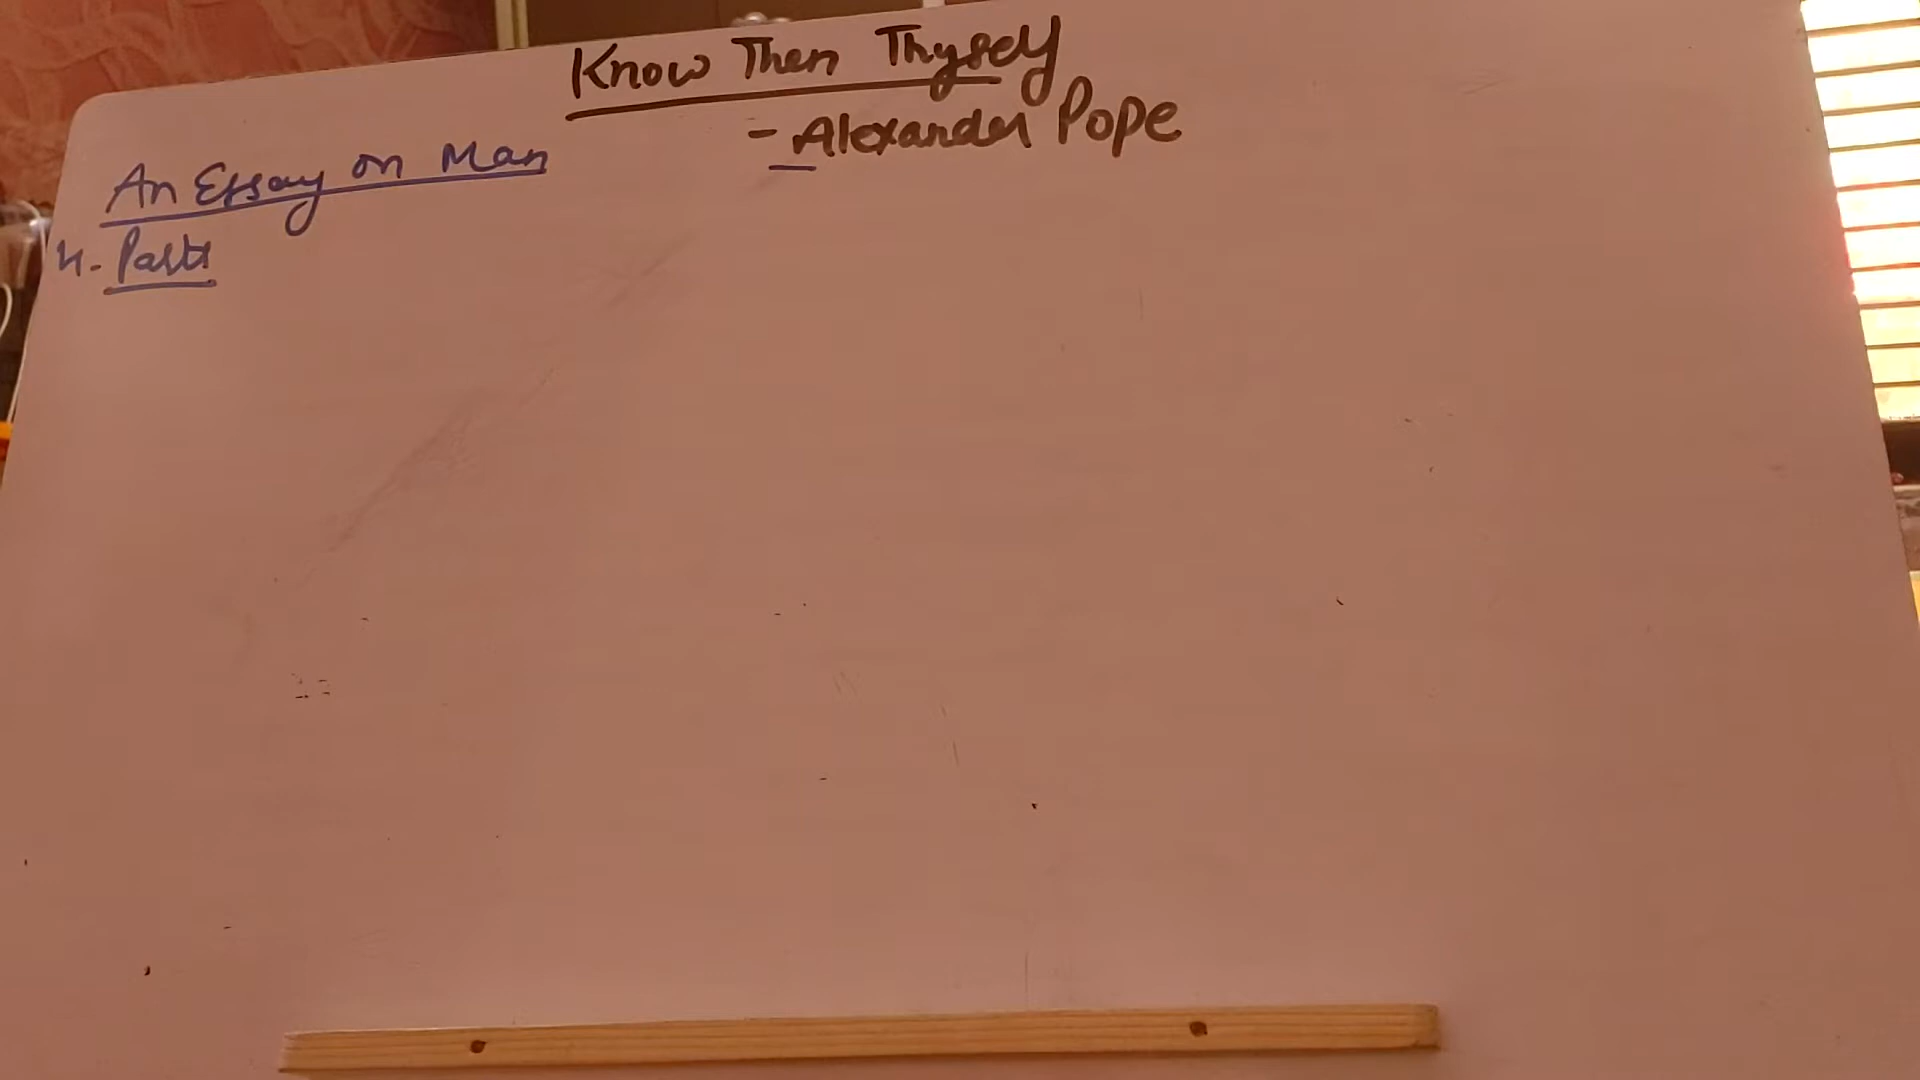 Know Then Thyself
- Alexander Pope
An Essay on Man
4. Parts